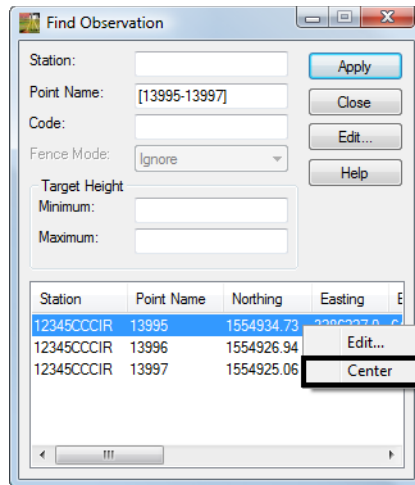 Find Observation
Station:
Apply
Point Name: [13995-13997]
Close
Code:
Edit...
Fence Mode: Ignore
Help
Target Height
Minimum:
Maximum:
Station Point Name Northing Easting E
12345CCCIR 13995 1554934.73
Edit...
12345CCCIR 13996 1554926.94
12345CCCIR 13997 1554925.06
Center